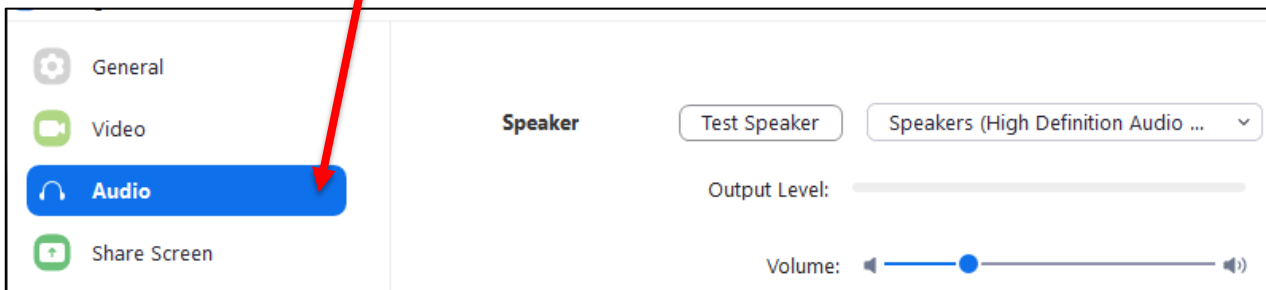 General
Video
Audio
Share Screen
Speaker
Test Speaker
Speakers (High Definition Audio ...
Output Level:
Volume: